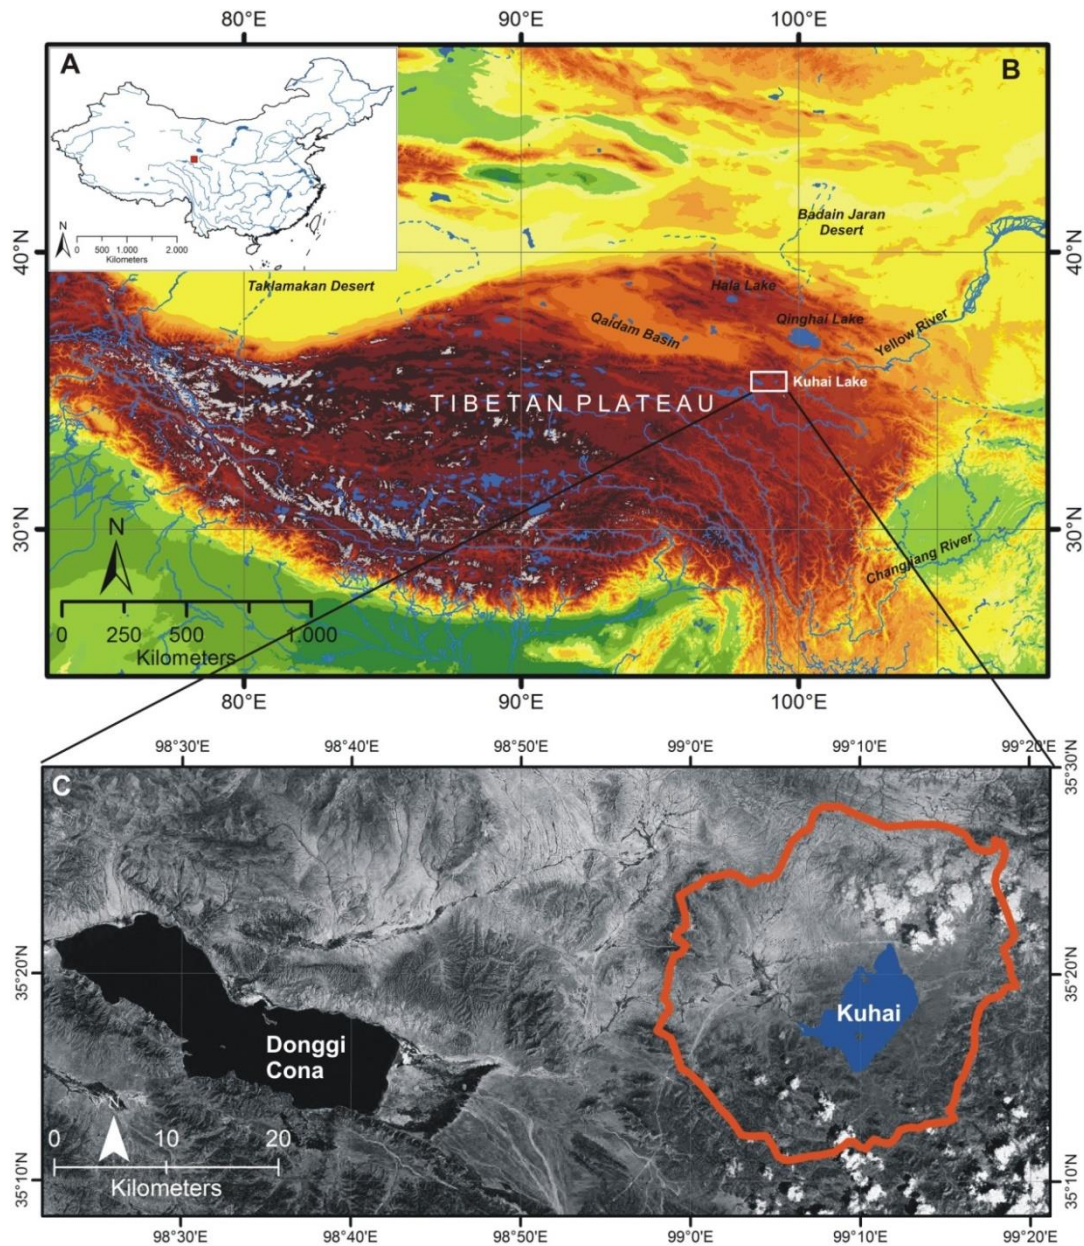 80°E
90°E
100°E
A
B
N
0
500
1.000
2.000
Kilometers
40°N
40°N
Badain Jaran
Desert
Taklamakan Desert
Hala Lake
Qaidam Basin
Qinghai Lake
Yellow River
Kuhai Lake
TIBETAN PLATEAU
30°N
30°N
N
Changjiang River
0
250
500
1.000
Kilometers
80°E
90°E
100°E
98°30'E
98°40'E
98°50'E
99°0'E
99°10'E
99°20'E
35°30'N
C
35°20'N
35°20'N
Kuhai
Donggi
Cona
N
0
10
20
Kilometers
35°10'N
35°10'N
98°30'E
98°40'E
98°50'E
99°0'E
99°10'E
99°20'E